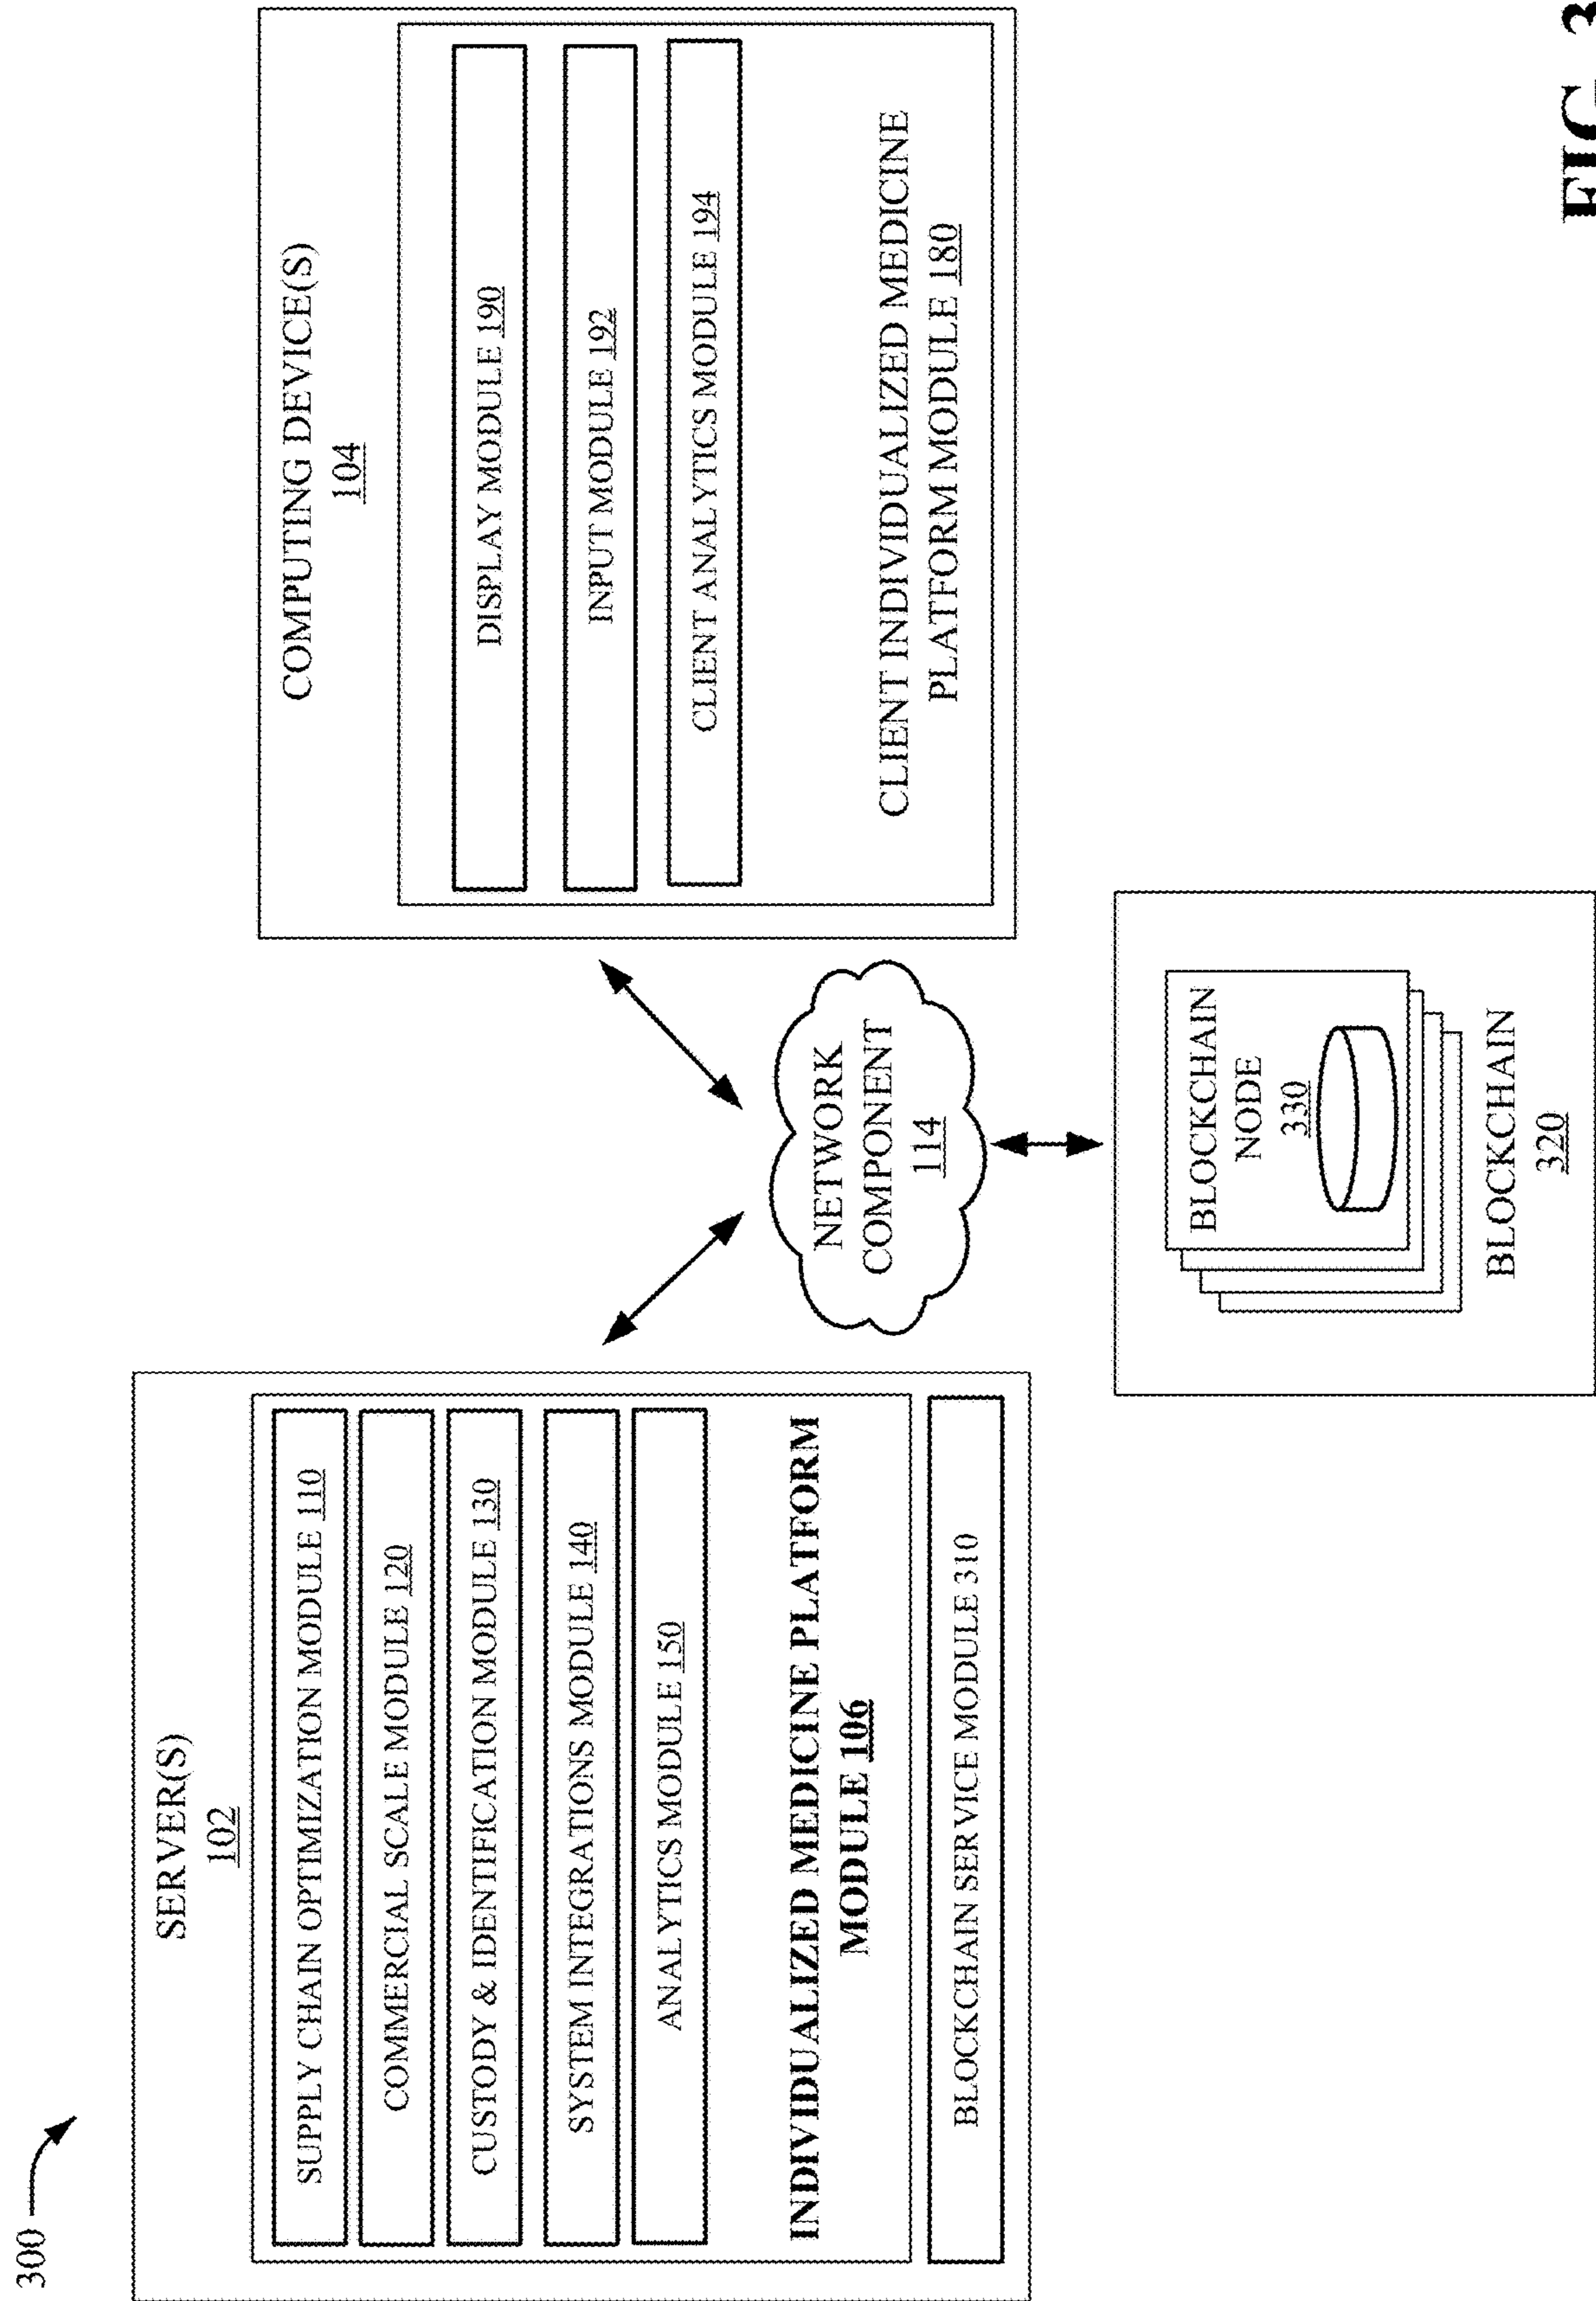 300
SERVER(S)
102
SUPPLY CHAIN OPTIMIZATION MODULE 110
COMMERCIAL SCALE MODULE 120
CUSTODY & IDENTIFICATION MODULE 130
SYSTEM INTEGRATIONS MODULE 140
ANALYTICS MODULE 150
INDIVIDUALIZED MEDICINE PLATFORM
MODULE 106
BLOCKCHAIN SERVICE MODULE 310
NETWORK
COMPONENT
114
COMPUTING DEVICE(S)
104
DISPLAY MODULE 190
INPUT MODULE 192
CLIENT ANALYTICS MODULE 194
CLIENT INDIVIDUALIZED MEDICINE
PLATFORM MODULE 180
BLOCKCHAIN
NODE
330
BLOCKCHAIN
320
FIG. 3